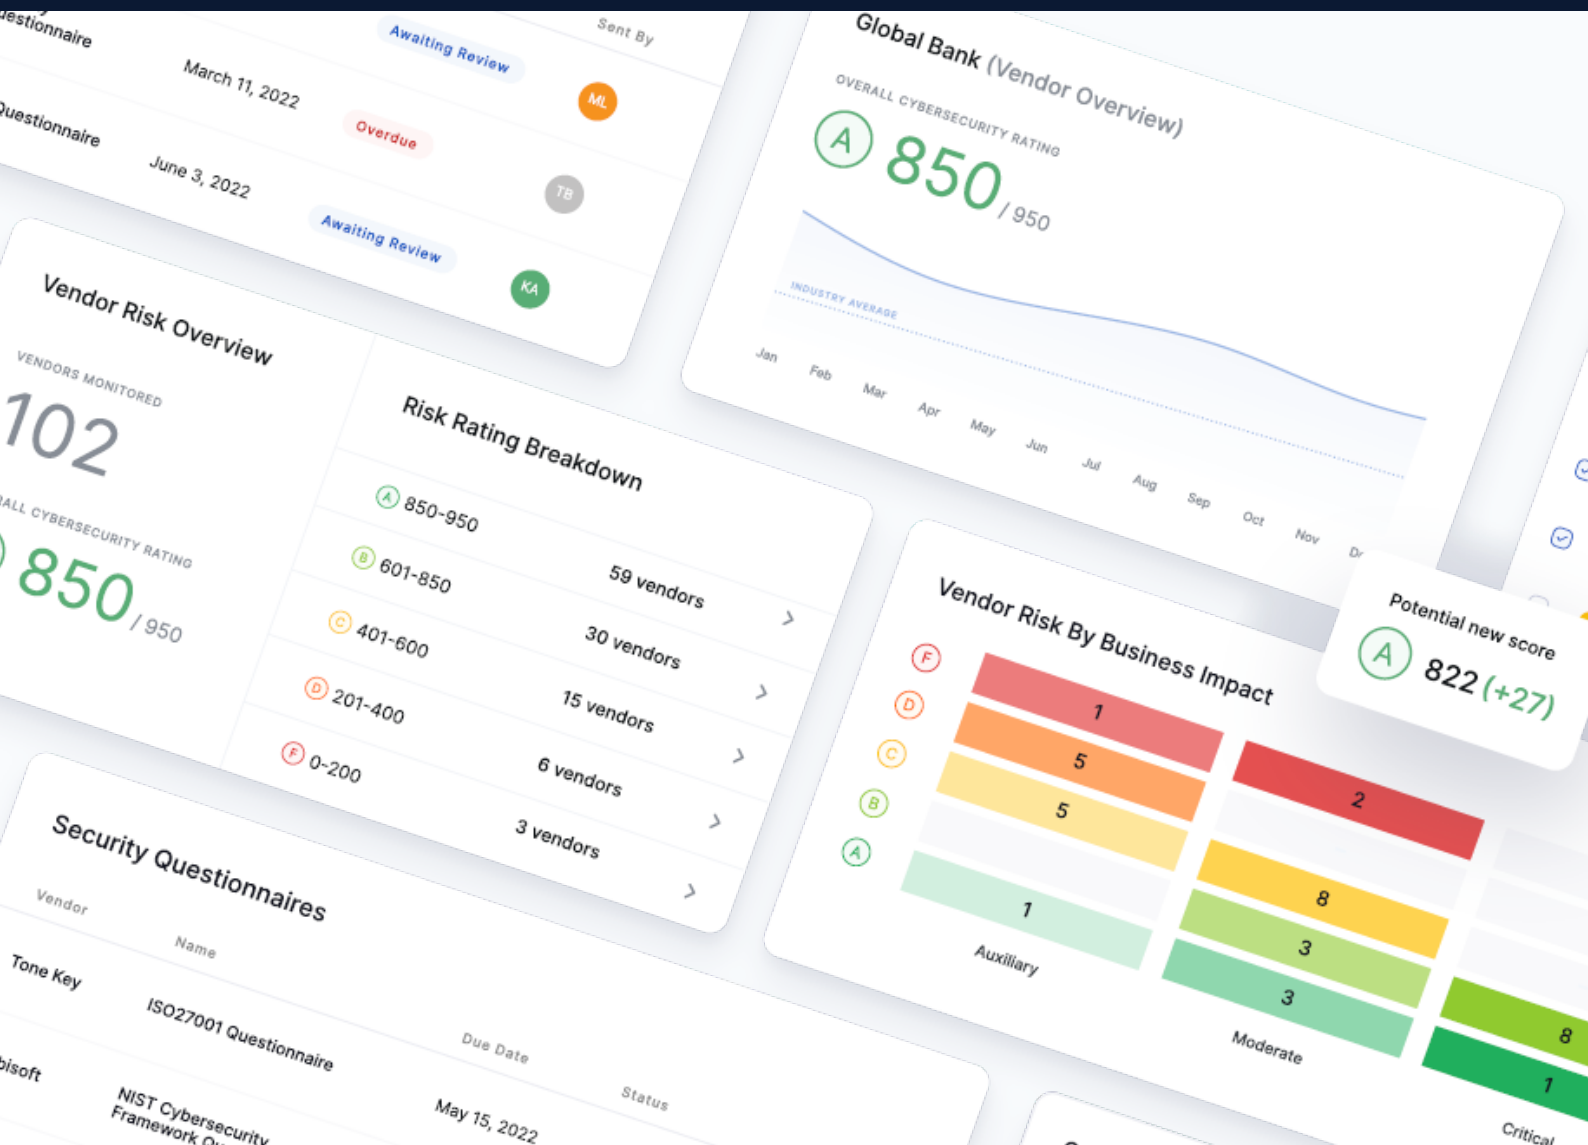 Questionnaire
March 11, 2022
Awaiting Review
Sent By
ML
Questionnaire
June 3, 2022
Overdue
TB
Awaiting Review
KA
Global Bank (Vendor Overview)
OVERALL CYBERSECURITY RATING
A 850 / 950
INDUSTRY AVERAGE
Jan Feb Mar Apr May Jun Jul Aug Sep Oct Nov
Potential new score
A 822 (+27)
Vendor Risk Overview
VENDORS MONITORED
102
CYBERSECURITY RATING
850 / 950
Risk Rating Breakdown
A 850-950 59 vendors
B 601-850 30 vendors
C 401-600 15 vendors
D 201-400 6 vendors
F 0-200 3 vendors
Vendor Risk By Business Impact
F 1 2
D 5
C 5 8
B 3 8
A 1 3 1
Auxiliary
Moderate
Critical
Security Questionnaires
Vendor
Name
Due Date
Status
Tone Key
ISO27001 Questionnaire
May 15, 2022
NIST Cybersecurity
Framework